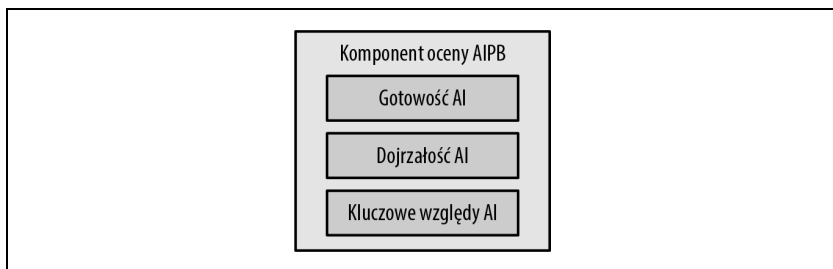 Komponent oceny AIPB
Gotowość AI
Dojrzałość AI
Kluczowe względy AI